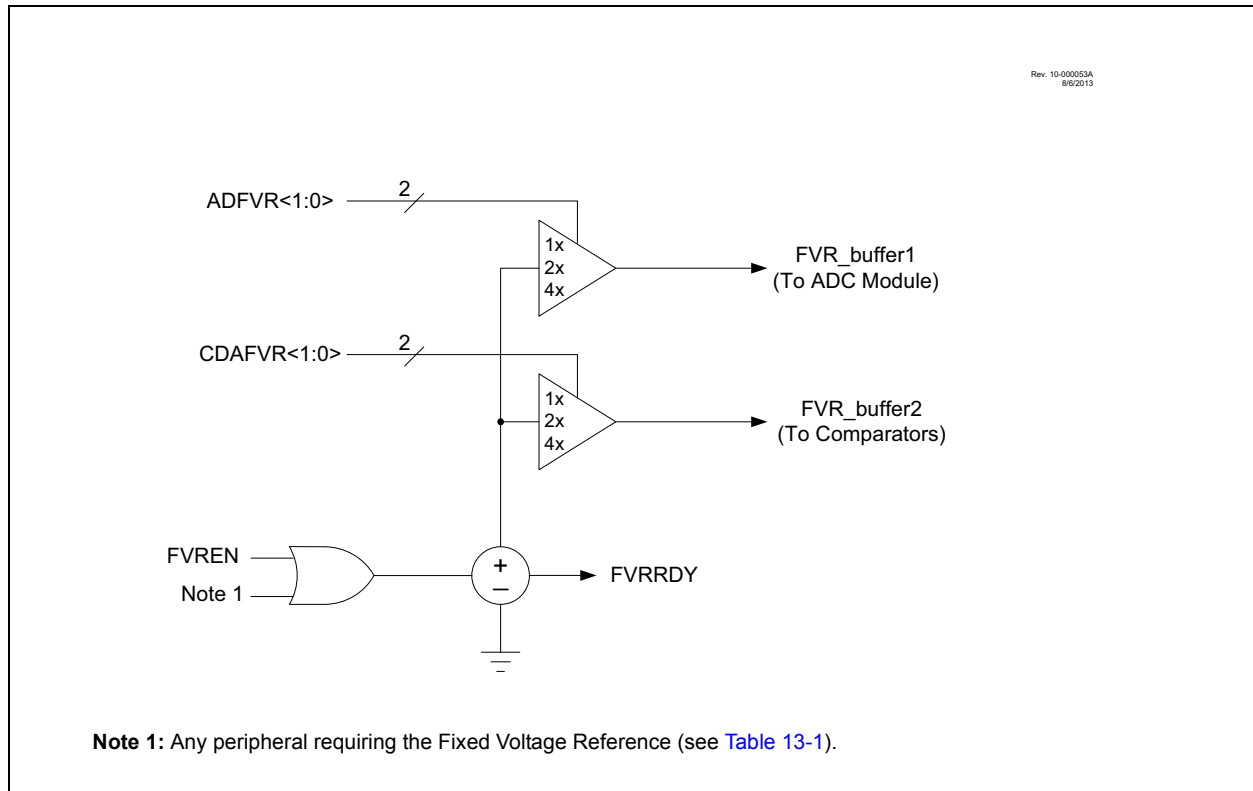 Rev. 10-000053A
8/6/2013
ADFVR<1:0>
2
1x
2x
4x
FVR_buffer1
(To ADC Module)
CDAFVR<1:0>
2
1x
2x
4x
FVR_buffer2
(To Comparators)
FVREN
Note 1
+
–
FVRRDY
Note 1: Any peripheral requiring the Fixed Voltage Reference (see Table 13-1).